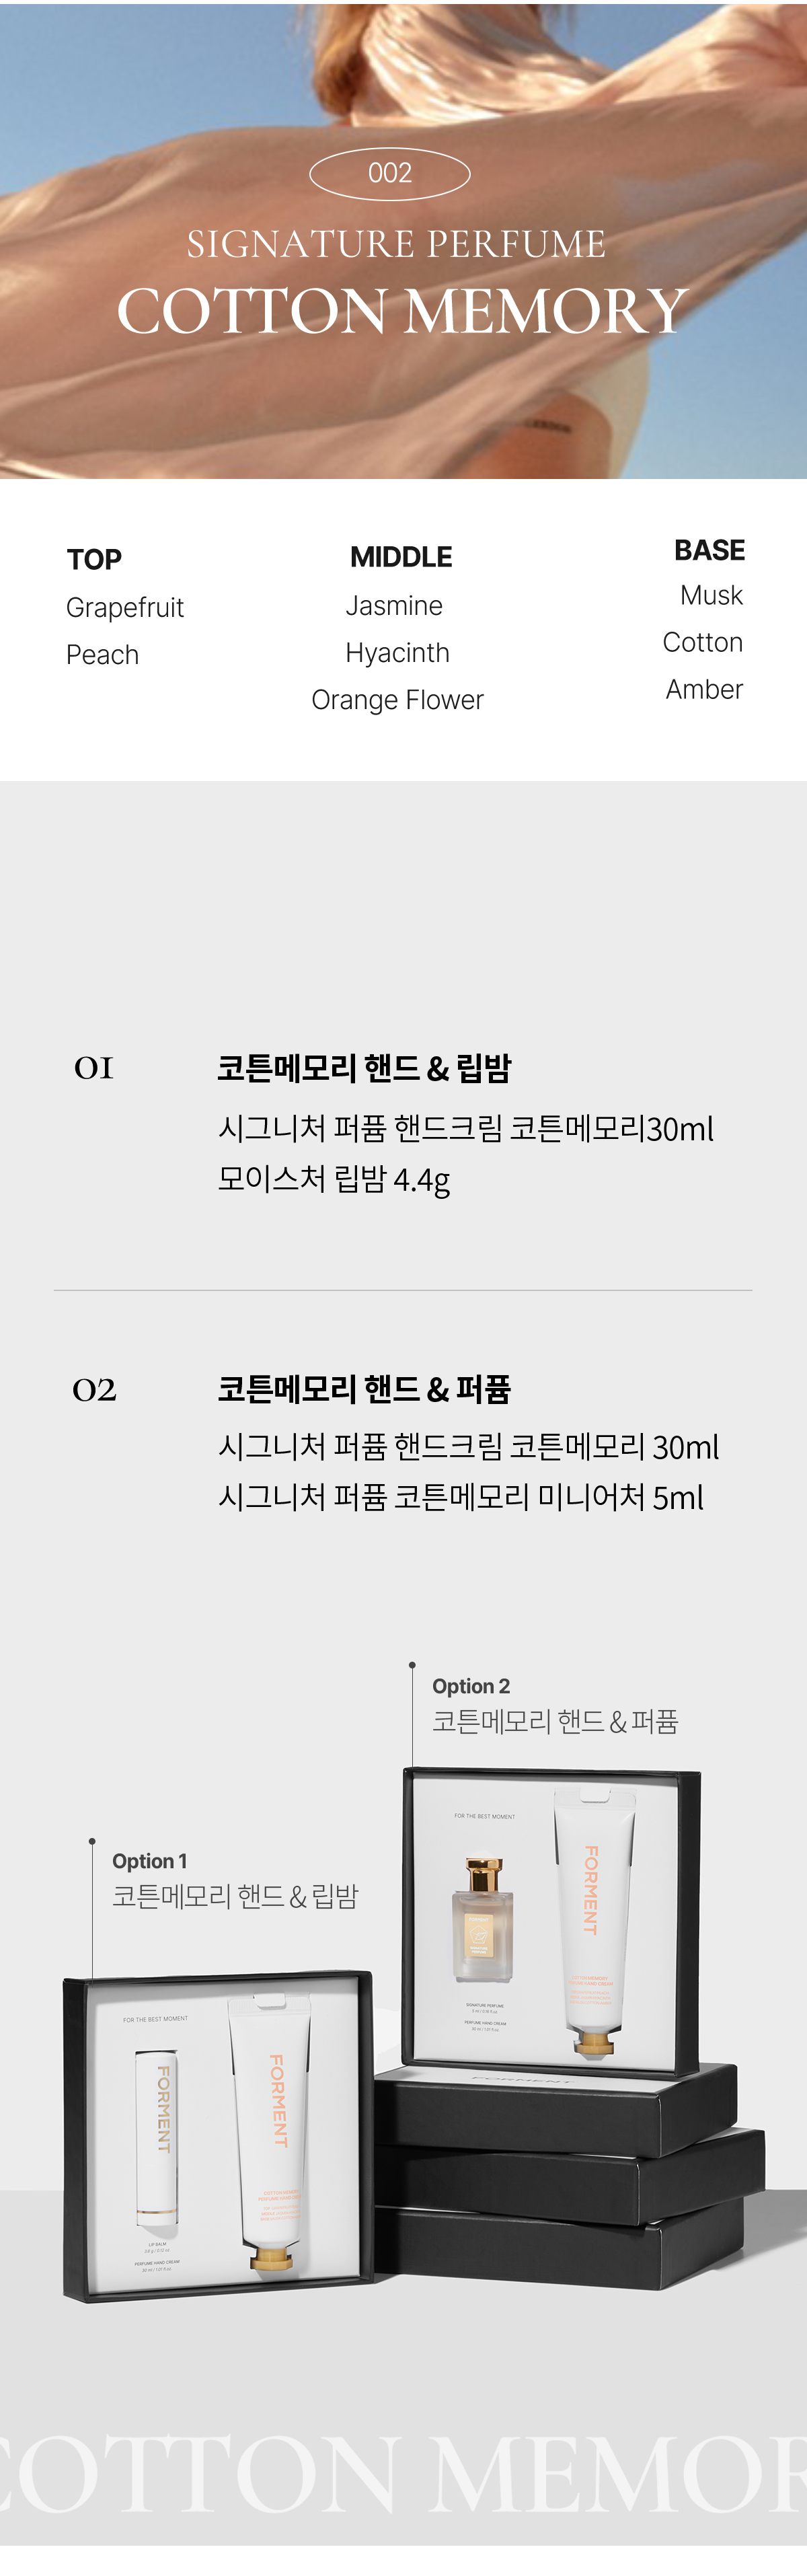 002
SIGNATURE PERFUME
COTTON MEMORY
TOP
Grapefruit
Peach
MIDDLE
Jasmine
Hyacinth
Orange Flower
BASE
Musk
Cotton
Amber
01
코튼메모리 핸드 & 립밤
시그니처 퍼퓸 핸드크림 코튼메모리30ml
모이스처 립밤 4.4g
02
코튼메모리 핸드 & 퍼퓸
시그니처 퍼퓸 핸드크림 코튼메모리 30ml
시그니처 퍼퓸 코튼메모리 미니어처 5ml
Option 2
코튼메모리 핸드 & 퍼퓸
FOR THE BEST MOMENT
FORMENT
SIGNATURE PERFUME
PERFUME HAND CREAM
Option 1
코튼메모리 핸드 & 립밤
FOR THE BEST MOMENT
FORMENT
FORMENT
LIP BALM
PERFUME HAND CREAM
FORMENT
COTTON MEMOR